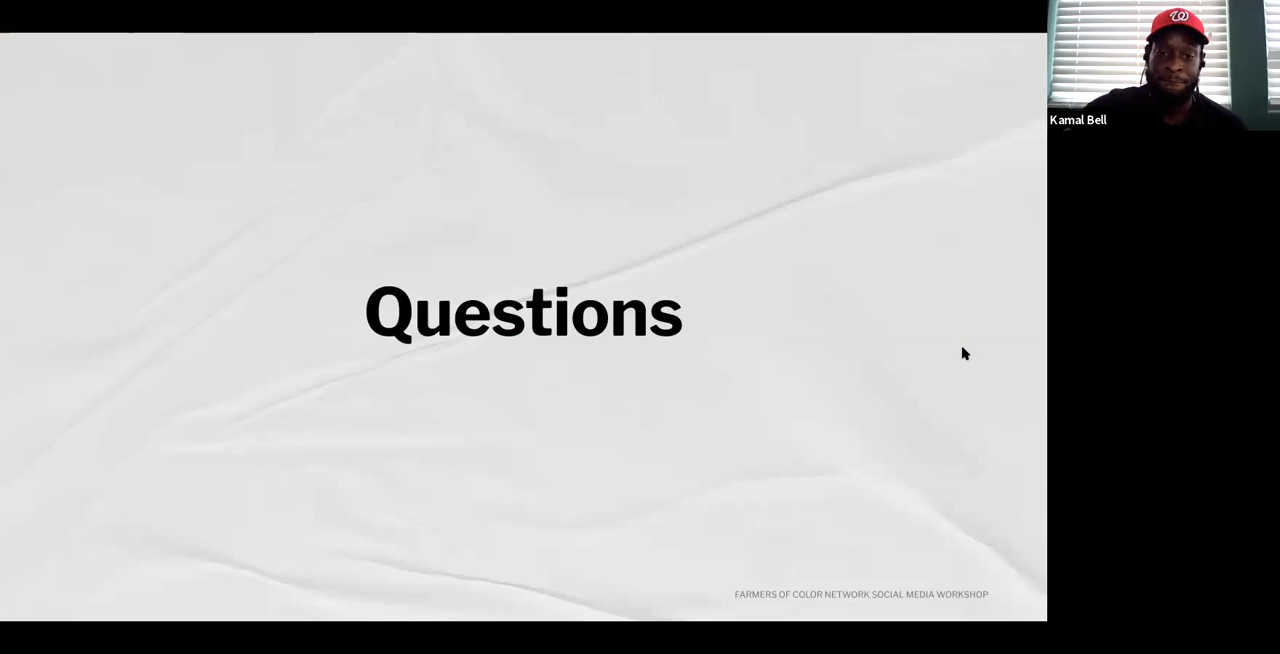 Questions
FARMERS OF COLOR NETWORK SOCIAL MEDIA WORKSHOP
W
Kamal Bell